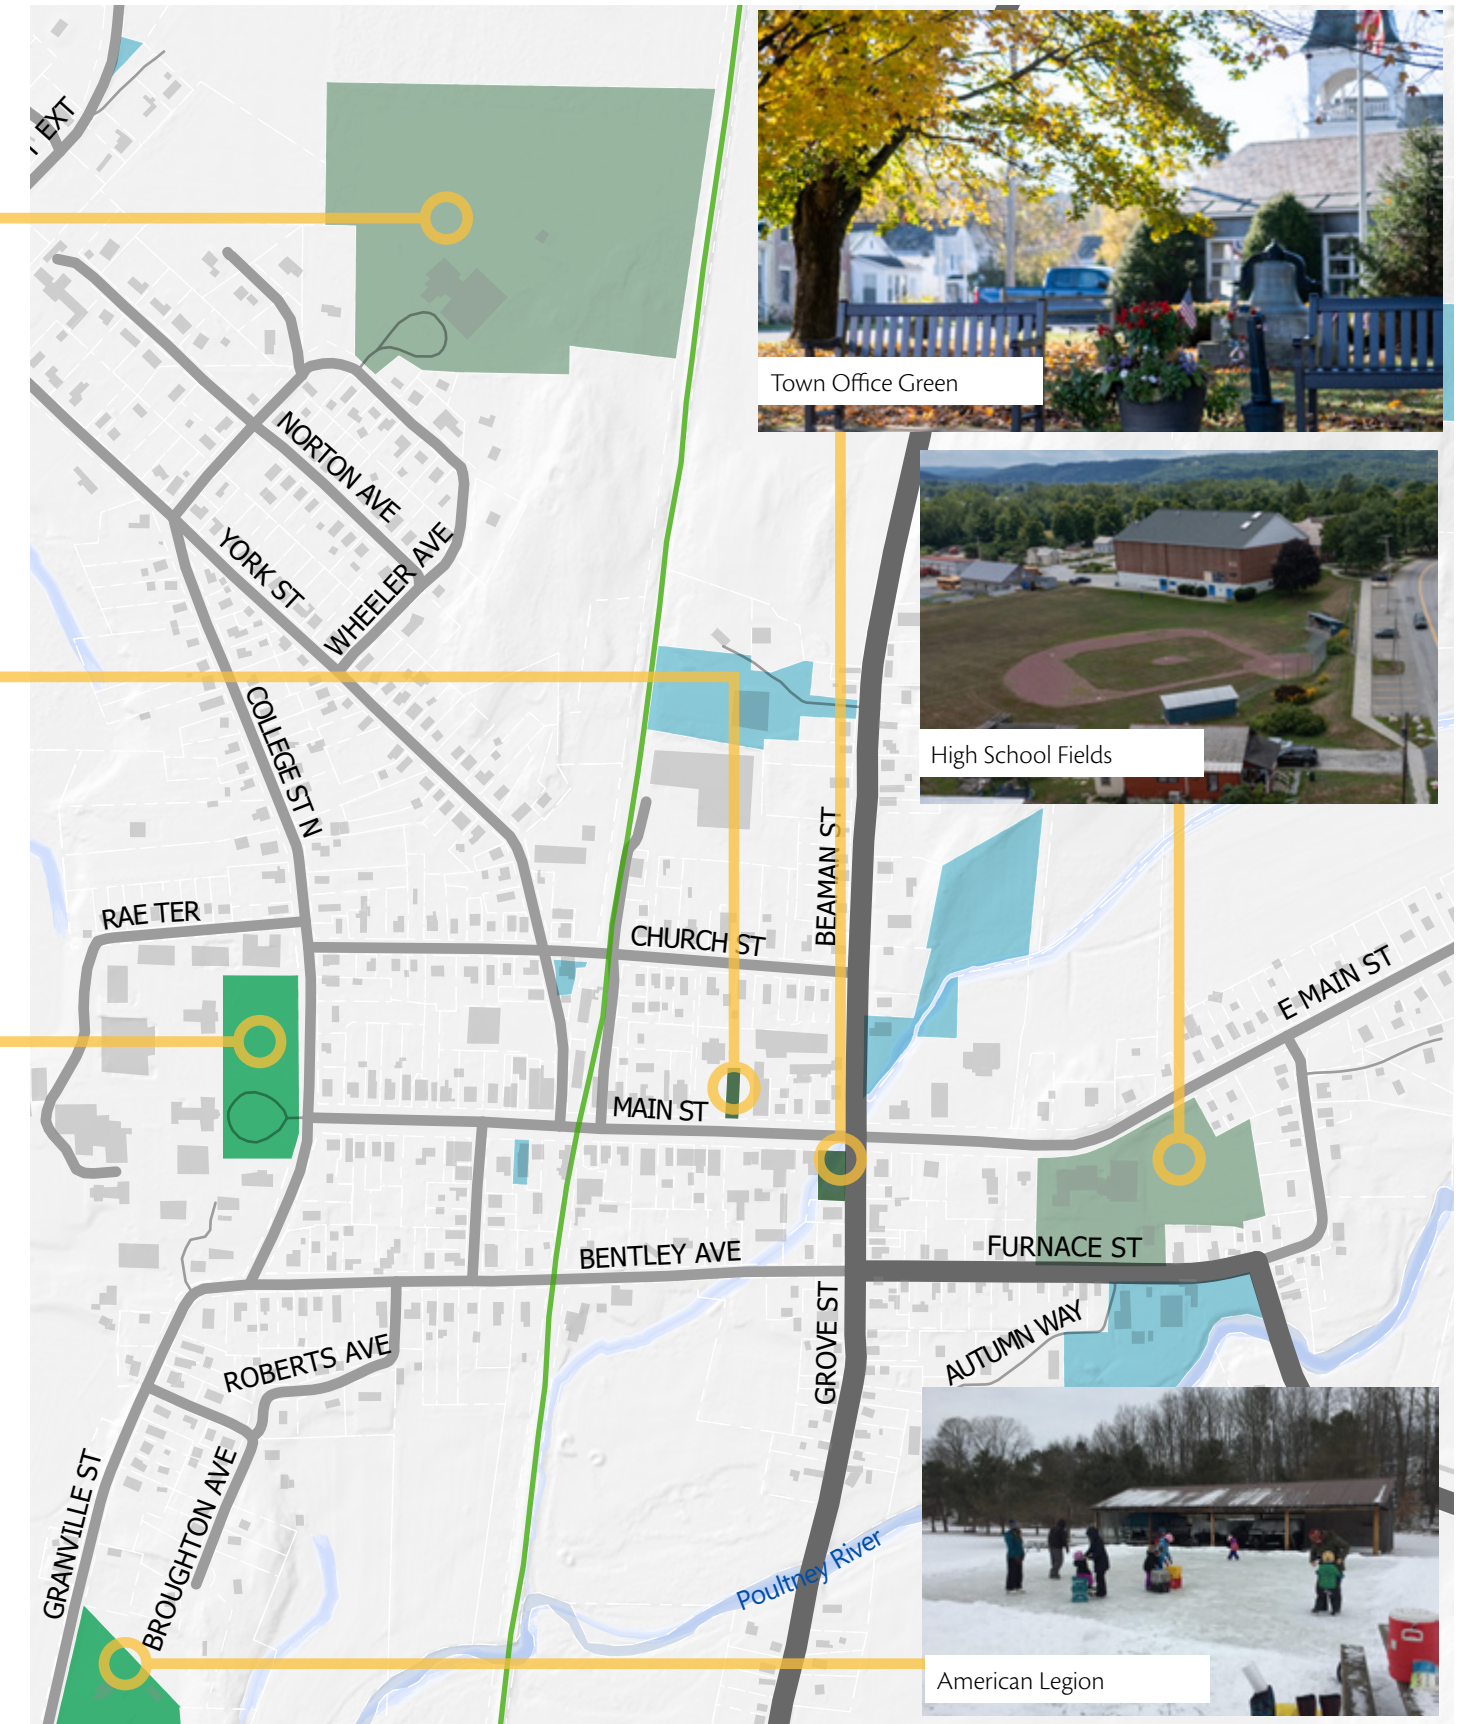 EXT
Town Office Green
NORTON AVE
YORK ST
WHEELER AVE
High School Fields
COLLEGE ST N
BEAMAN ST
RAE TER
CHURCH ST
E MAIN ST
MAIN ST
BENTLEY AVE
FURNACE ST
GROVE ST
AUTUMN WAY
ROBERTS AVE
GRANVILLE ST
BROUGHTON AVE
Poultney River
American Legion